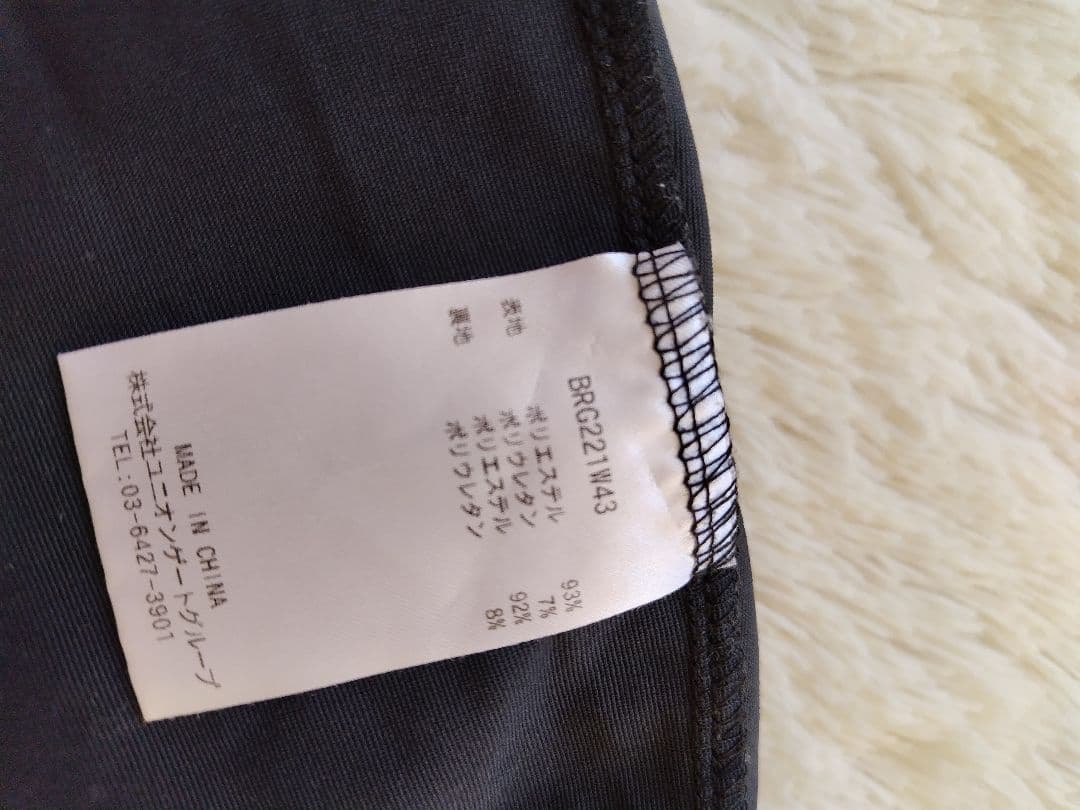 BRG221W43
表地 ポリエステル 93%
ポリウレタン 7%
裏地 ポリエステル 92%
ポリウレタン 8%
MADE IN CHINA
株式会社ユニオンゲートグループ
TEL:03-6427-3901